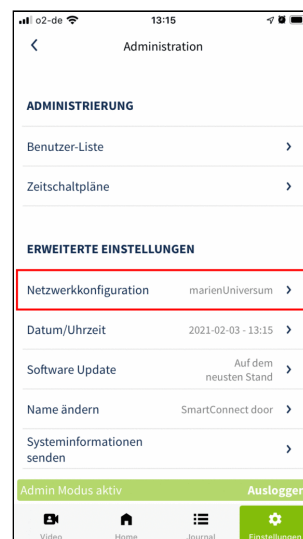 o2-de 13:15
Administration
ADMINISTRIERUNG
Benutzer-Liste
Zeitschaltpläne
ERWEITERTE EINSTELLUNGEN
Netzwerkkonfiguration marienUniversum
Datum/Uhrzeit 2021-02-03 - 13:15
Software Update Auf dem
neusten Stand
Name ändern SmartConnect door
Systeminformationen
senden
Admin Modus aktiv Ausloggen
Video Home Journal Einstellungen